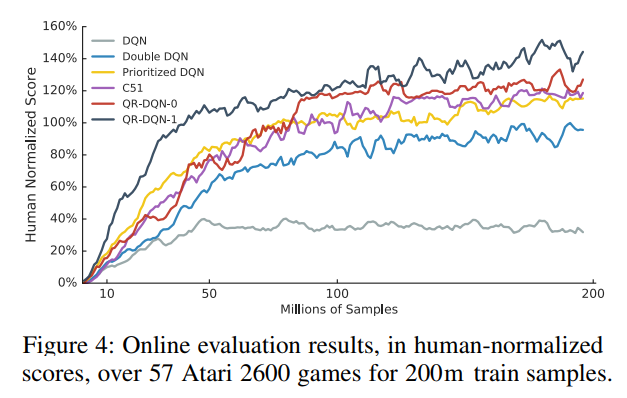 160%
140%
120%
100%
80%
60%
40%
20%
0%
Human Normalized Score
DQN
Double DQN
Prioritized DQN
C51
QR-DQN-0
QR-DQN-1
10 50 100 200
Millions of Samples
Figure 4: Online evaluation results, in human-normalized
scores, over 57 Atari 2600 games for 200m train samples.